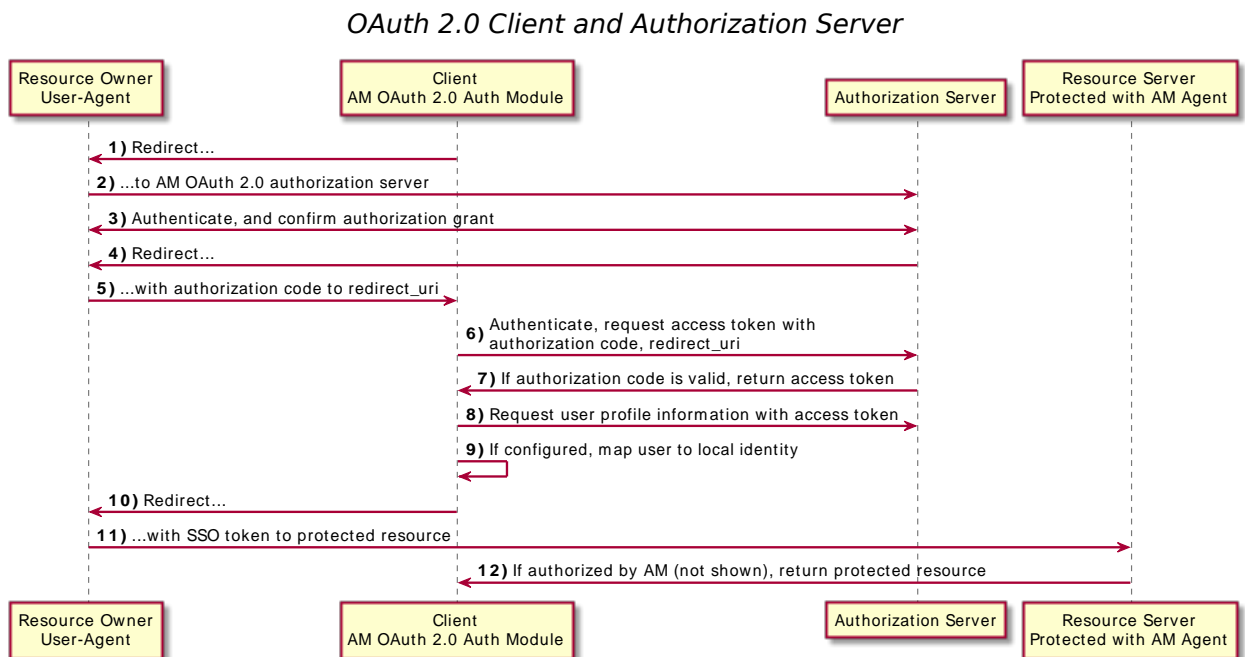 OAuth 2.0 Client and Authorization Server
Resource Owner
User-Agent
Client
AM OAuth 2.0 Auth Module
Authorization Server
Resource Server
Protected with AM Agent
1) Redirect...
2) ...to AM OAuth 2.0 authorization server
3) Authenticate, and confirm authorization grant
4) Redirect...
5) ...with authorization code to redirect_uri
6) Authenticate, request access token with
authorization code, redirect_uri
7) If authorization code is valid, return access token
8) Request user profile information with access token
9) If configured, map user to local identity
10) Redirect...
11) ...with SSO token to protected resource
12) If authorized by AM (not shown), return protected resource
Resource Owner
User-Agent
Client
AM OAuth 2.0 Auth Module
Authorization Server
Resource Server
Protected with AM Agent